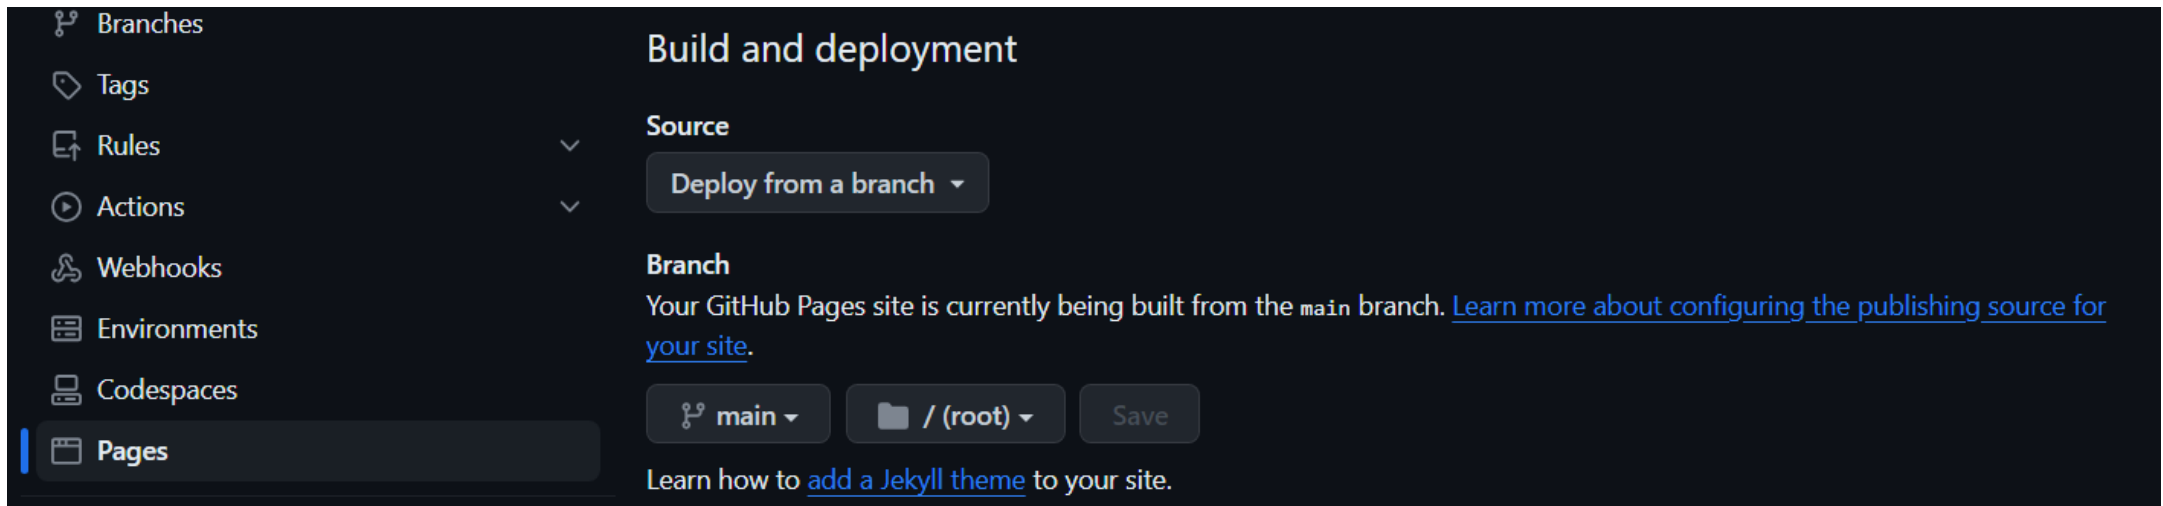 Branches
Tags
Rules
Actions
Webhooks
Environments
Codespaces
Pages
Build and deployment
Source
Deploy from a branch
Branch
Your GitHub Pages site is currently being built from the main branch. Learn more about configuring the publishing source for
your site.
main
/ (root)
Save
Learn how to add a Jekyll theme to your site.